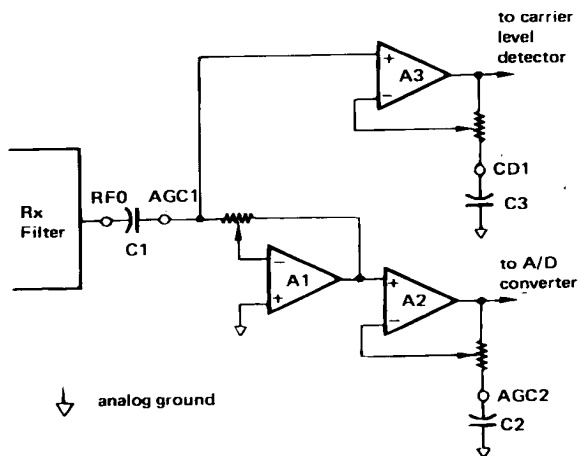 to carrier
level
detector
+
A3
−
RF0
AGC1
CD1
Rx
Filter
C1
C3
−
A1
+
+
A2
−
to A/D
converter
analog ground
AGC2
C2